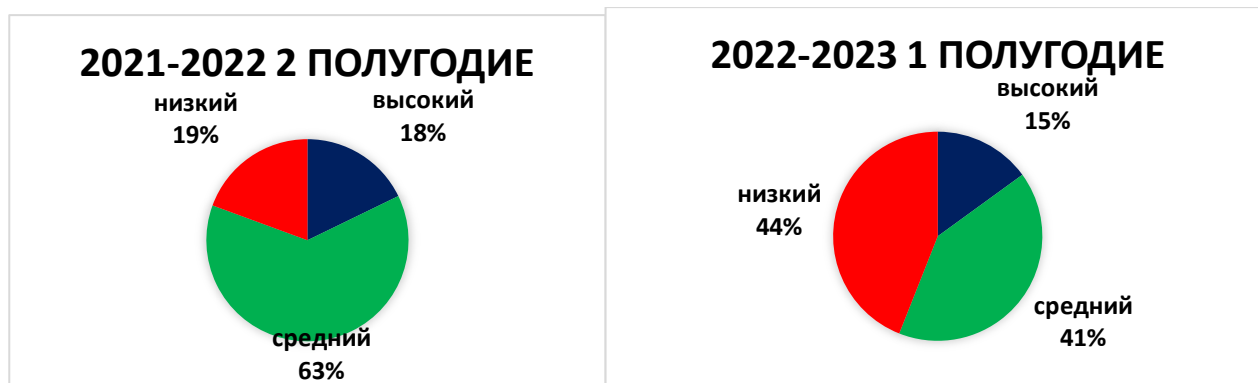 2021-2022 2 ПОЛУГОДИЕ
низкий
19%
высокий
18%
средний
63%
2022-2023 1 ПОЛУГОДИЕ
высокий
15%
низкий
44%
средний
41%